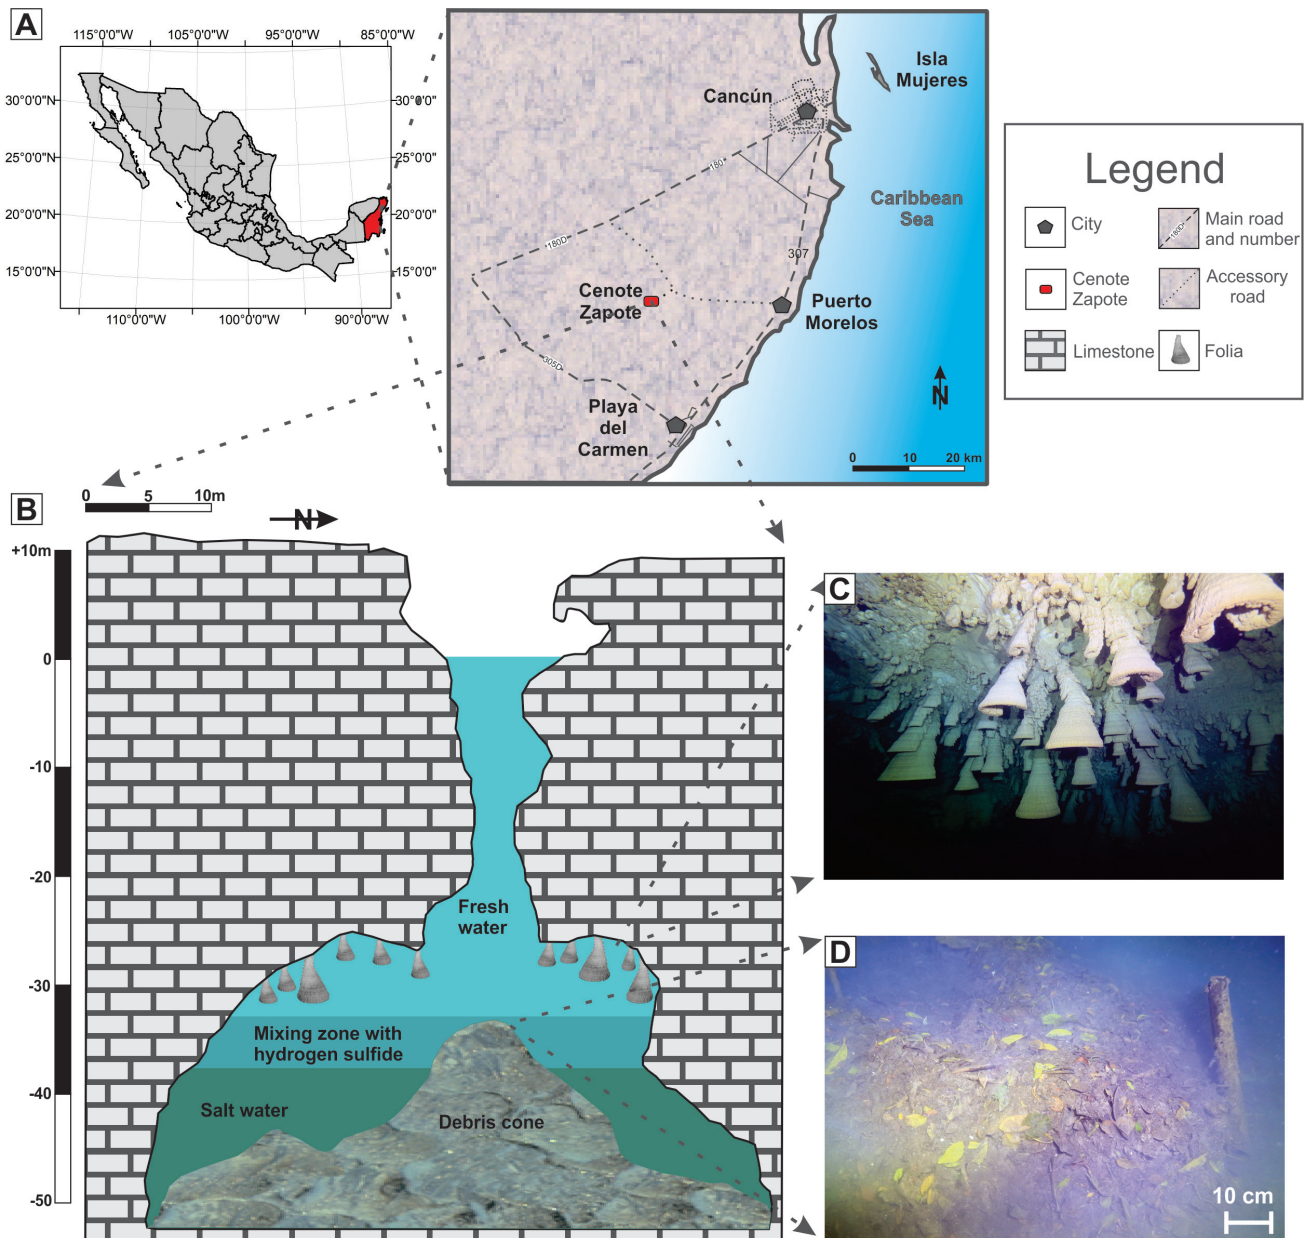 A
115°0'0"W 105°0'0"W 95°0'0"W 85°0'0"W
30°0'0"N
25°0'0"N
20°0'0"N
15°0'0"N
30°0'0"
25°0'0"
20°0'0"
15°0'0"
110°0'0"W 100°0'0"W 90°0'0"W
Isla
Mujeres
Cancún
180
Caribbean
Sea
180D
307
Cenote
Zapote
Puerto
Morelos
305D
Playa
del
Carmen
N
0 10 20 km
Legend
City
Main road
and number
180D
Cenote
Zapote
Accessory
road
Limestone
Folia
B
0 5 10m
N
+10m
0
-10
-20
-30
-40
-50
Fresh
water
Mixing zone with
hydrogen sulfide
Salt water
Debris cone
C
D
10 cm